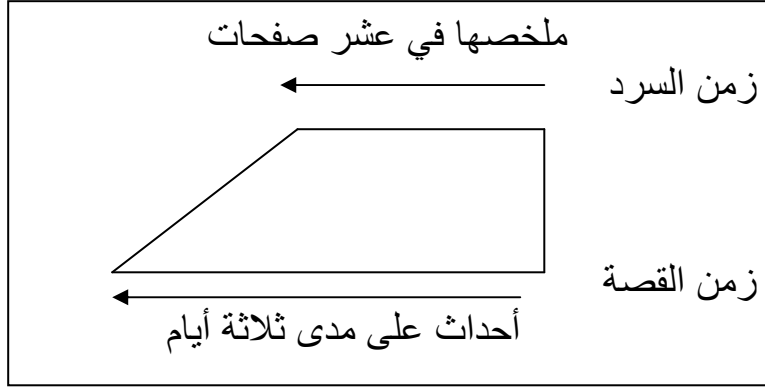 ملخصها في عشر صفحات
زمن السرد
زمن القصة
أحداث على مدى ثلاثة أيام